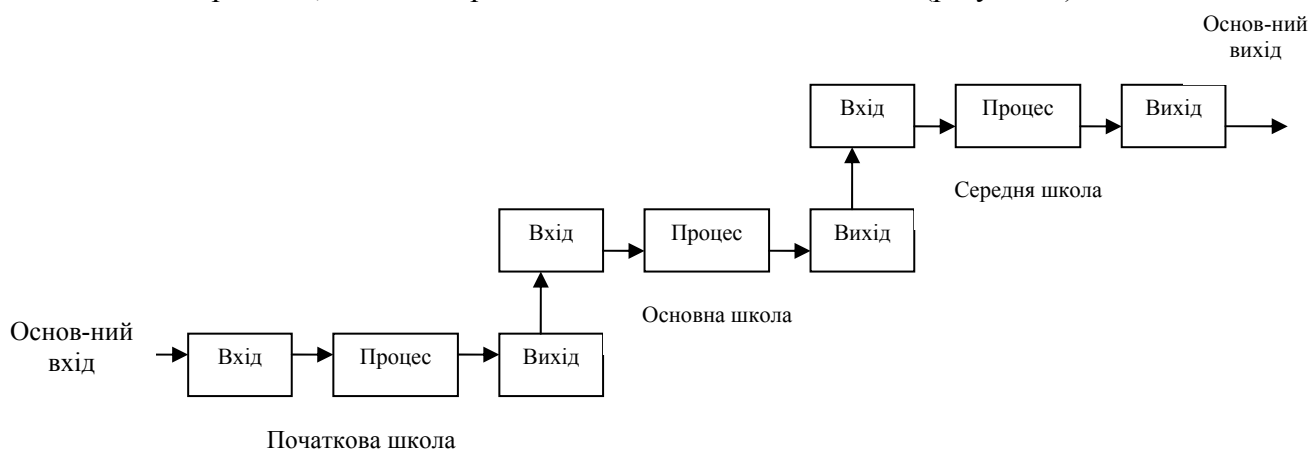 Основ-ний
вихід
Вхід
Процес
Вихід
Середня школа
Вхід
Процес
Вихід
Основна школа
Основ-ний
вхід
Вхід
Процес
Вихід
Початкова школа